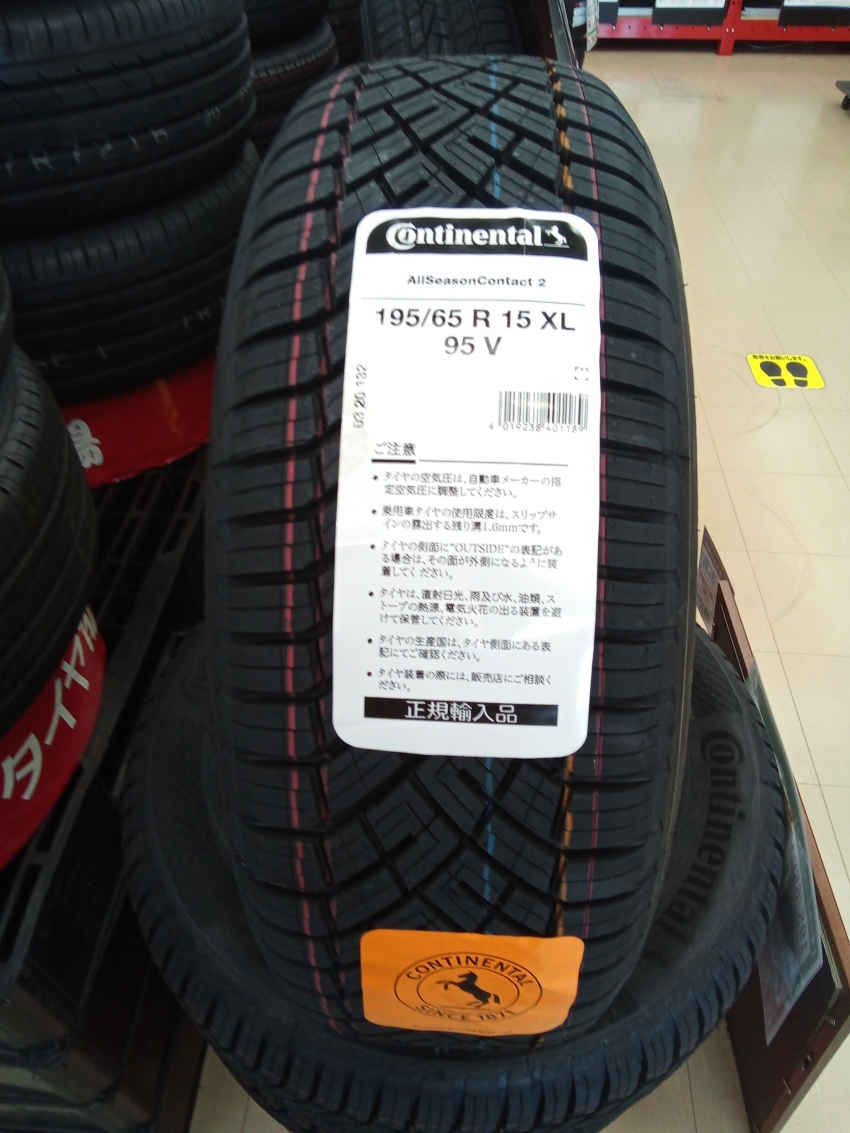 Continental
AllSeasonContact 2
195/65 R 15 XL
95 V
03 20 132
4 019238 401189
ご注意
• タイヤの空気圧は、自動車メーカーの指
定空気圧に調整してください。
• 乗用車タイヤの使用限度は、スリップサ
インの露出する残り溝1.6mmです。
• タイヤの側面に"OUTSIDE"の表記があ
る場合は、その面が外側になるように装
着してください。
• タイヤは、直射日光、雨及び水、油類、ス
トーブの熱源、電気火花の出る装置を避
けて保管してください。
• タイヤの生産国は、タイヤ側面にある表
記にてご確認ください。
• タイヤ装着の際には、販売店にご相談く
ださい。
正規輸入品
CONTINENTAL
SINCE 1871
Continental
タイヤ